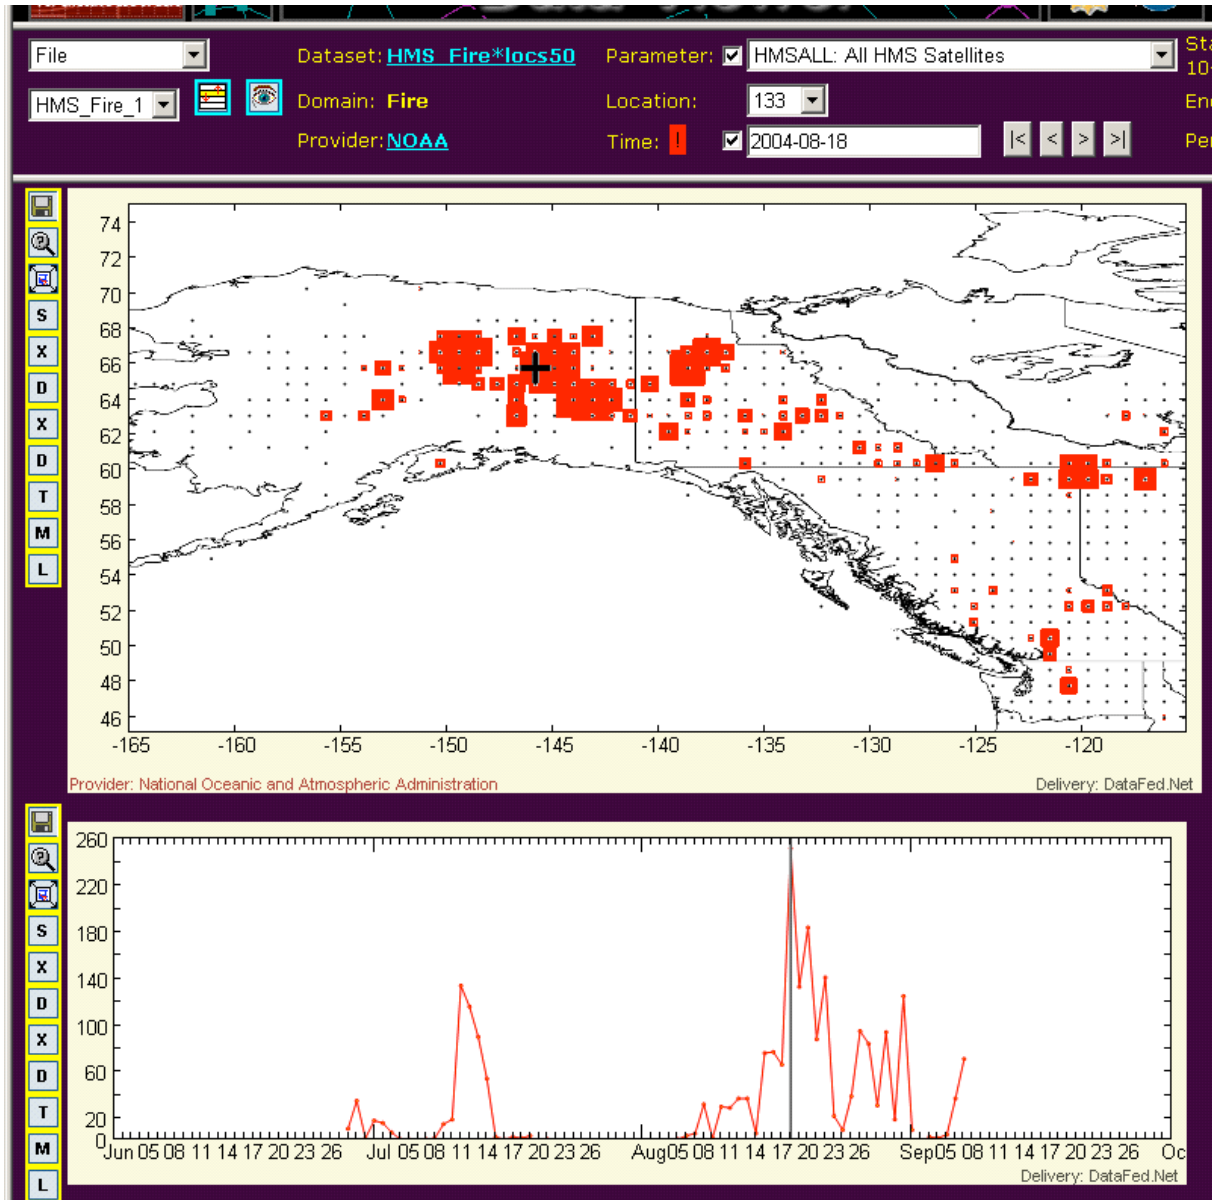 File
Dataset: HMS_Fire*locs50
Parameter: HMSALL: All HMS Satellites
HMS_Fire_1
Domain: Fire
Location: 133
Provider: NOAA
Time: ! 2004-08-18
|< < > >|
S
X
D
X
D
T
M
L
74
72
70
68
66
64
62
60
58
56
54
52
50
48
46
-165 -160 -155 -150 -145 -140 -135 -130 -125 -120
Provider: National Oceanic and Atmospheric Administration
Delivery: DataFed.Net
S
X
D
X
D
T
M
L
260
220
180
140
100
60
20
0
Jun 05 08 11 14 17 20 23 26 Jul 05 08 11 14 17 20 23 26 Aug 05 08 11 14 17 20 23 26 Sep 05 08 11 14 17 20 23 26 Oc
Delivery: DataFed.Net